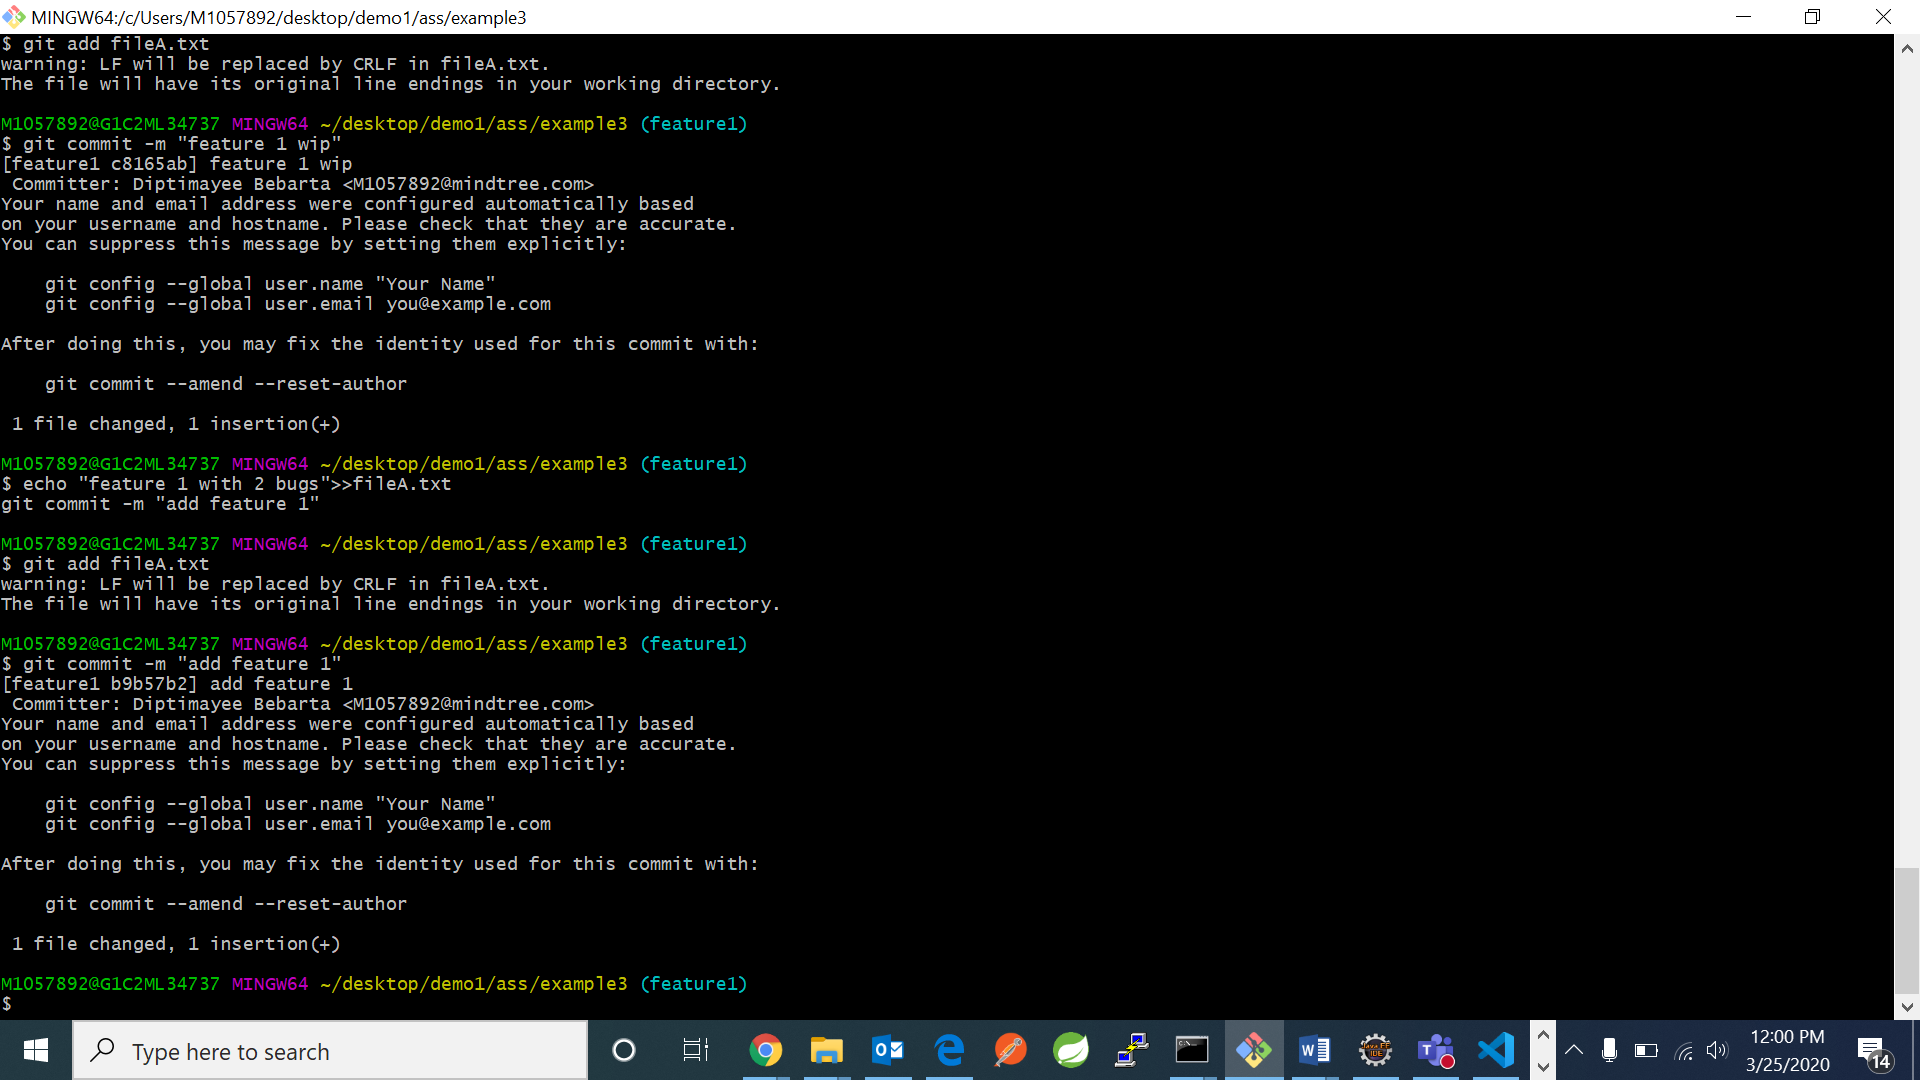 MINGW64:/c/Users/M1057892/desktop/demo1/ass/example3
$ git add fileA.txt
warning: LF will be replaced by CRLF in fileA.txt.
The file will have its original line endings in your working directory.
M1057892@G1C2ML34737 MINGW64 ~/desktop/demo1/ass/example3 (feature1)
$ git commit -m "feature 1 wip"
[feature1 c8165ab] feature 1 wip
Committer: Diptimayee Bebarta <M1057892@mindtree.com>
Your name and email address were configured automatically based
on your username and hostname. Please check that they are accurate.
You can suppress this message by setting them explicitly:
git config --global user.name "Your Name"
git config --global user.email you@example.com
After doing this, you may fix the identity used for this commit with:
git commit --amend --reset-author
1 file changed, 1 insertion(+)
M1057892@G1C2ML34737 MINGW64 ~/desktop/demo1/ass/example3 (feature1)
$ echo "feature 1 with 2 bugs">>fileA.txt
git commit -m "add feature 1"
M1057892@G1C2ML34737 MINGW64 ~/desktop/demo1/ass/example3 (feature1)
$ git add fileA.txt
warning: LF will be replaced by CRLF in fileA.txt.
The file will have its original line endings in your working directory.
M1057892@G1C2ML34737 MINGW64 ~/desktop/demo1/ass/example3 (feature1)
$ git commit -m "add feature 1"
[feature1 b9b57b2] add feature 1
Committer: Diptimayee Bebarta <M1057892@mindtree.com>
Your name and email address were configured automatically based
on your username and hostname. Please check that they are accurate.
You can suppress this message by setting them explicitly:
git config --global user.name "Your Name"
git config --global user.email you@example.com
After doing this, you may fix the identity used for this commit with:
git commit --amend --reset-author
1 file changed, 1 insertion(+)
M1057892@G1C2ML34737 MINGW64 ~/desktop/demo1/ass/example3 (feature1)
$
Type here to search
12:00 PM
3/25/2020
14